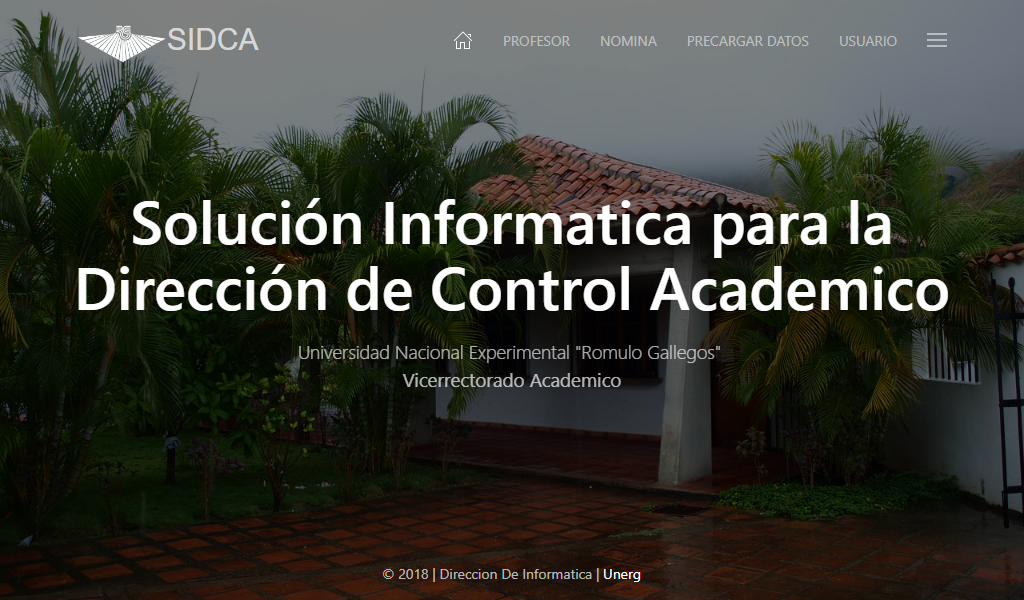 SIDCA
PROFESOR NOMINA PRECARGAR DATOS USUARIO
Solución Informatica para la
Dirección de Control Academico
Universidad Nacional Experimental "Romulo Gallegos"
Vicerrectorado Academico
© 2018 | Direccion De Informatica | Unerg